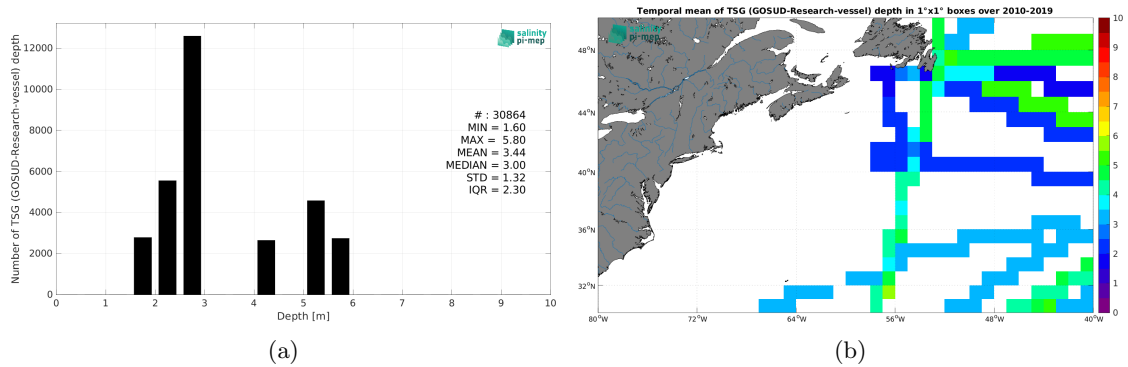 Number of TSG (GOSUD-Research-vessel) depth
12000
10000
8000
6000
4000
2000
0
0 1 2 3 4 5 6 7 8 9 10
Depth [m]
salinity
pi-mep
# : 30864
MIN = 1.60
MAX = 5.80
MEAN = 3.44
MEDIAN = 3.00
STD = 1.32
IQR = 2.30
(a)
Temporal mean of TSG (GOSUD-Research-vessel) depth in 1°x1° boxes over 2010-2019
salinity
pi-mep
48°N
44°N
40°N
36°N
32°N
80°W 72°W 64°W 56°W 48°W 40°W
10
9
8
7
6
5
4
3
2
1
0
(b)